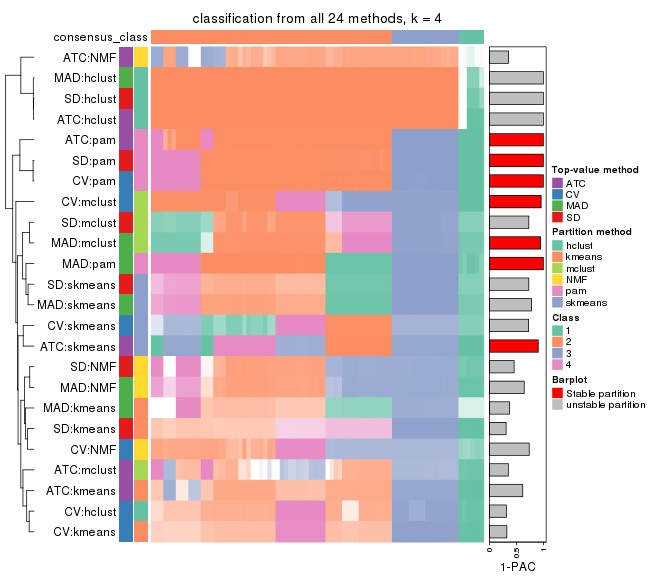 classification from all 24 methods, k = 4
consensus_class
ATC:NMF
MAD:hclust
SD:hclust
ATC:hclust
ATC:pam
SD:pam
CV:pam
CV:mclust
SD:mclust
MAD:mclust
MAD:pam
SD:skmeans
MAD:skmeans
CV:skmeans
ATC:skmeans
SD:NMF
MAD:NMF
MAD:kmeans
SD:kmeans
CV:NMF
ATC:mclust
ATC:kmeans
CV:hclust
CV:kmeans
0
0.5
1
1-PAC
Top-value method
ATC
CV
MAD
SD
Partition method
hclust
kmeans
mclust
NMF
pam
skmeans
Class
1
2
3
4
Barplot
Stable partition
unstable partition